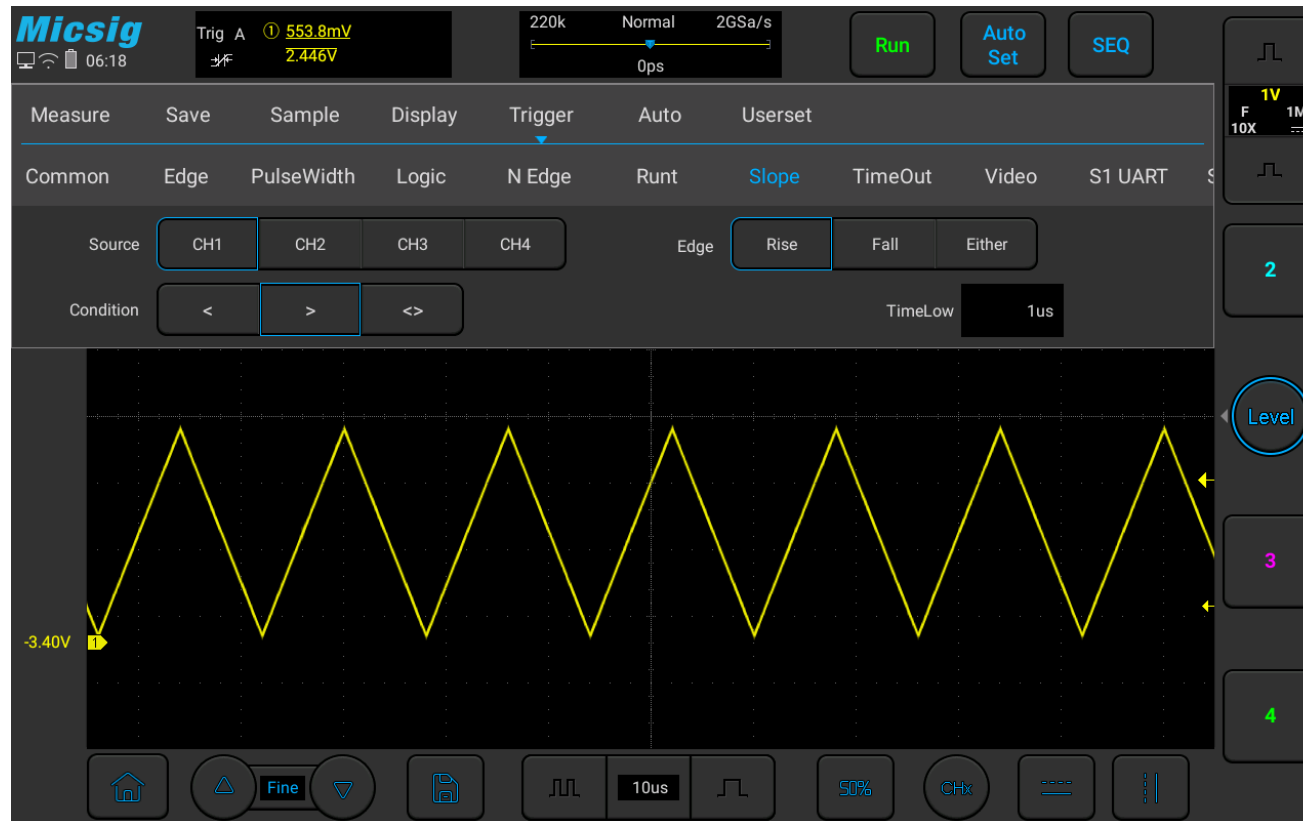 Micsig
06:18
Trig A ① 553.8mV
2.446V
220k Normal 2GSa/s
0ps
Run
Auto
Set
SEQ
Measure Save Sample Display Trigger Auto Userset
1V
F 1M
10X
Common Edge PulseWidth Logic N Edge Runt Slope TimeOut Video S1 UART
Source CH1 CH2 CH3 CH4 Edge Rise Fall Either
2
Condition < > <> TimeLow 1us
Level
3
-3.40V 1
4
Fine 10us 50% CHx